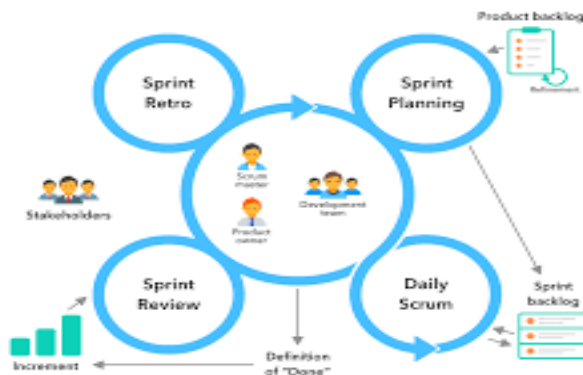 Product backlog
Refinement
Sprint
Retro
Sprint
Planning
Scrum
master
Development
team
Product
owner
Stakeholders
Sprint
Review
Daily
Scrum
Sprint
backlog
Increment
Definition
of "Done"